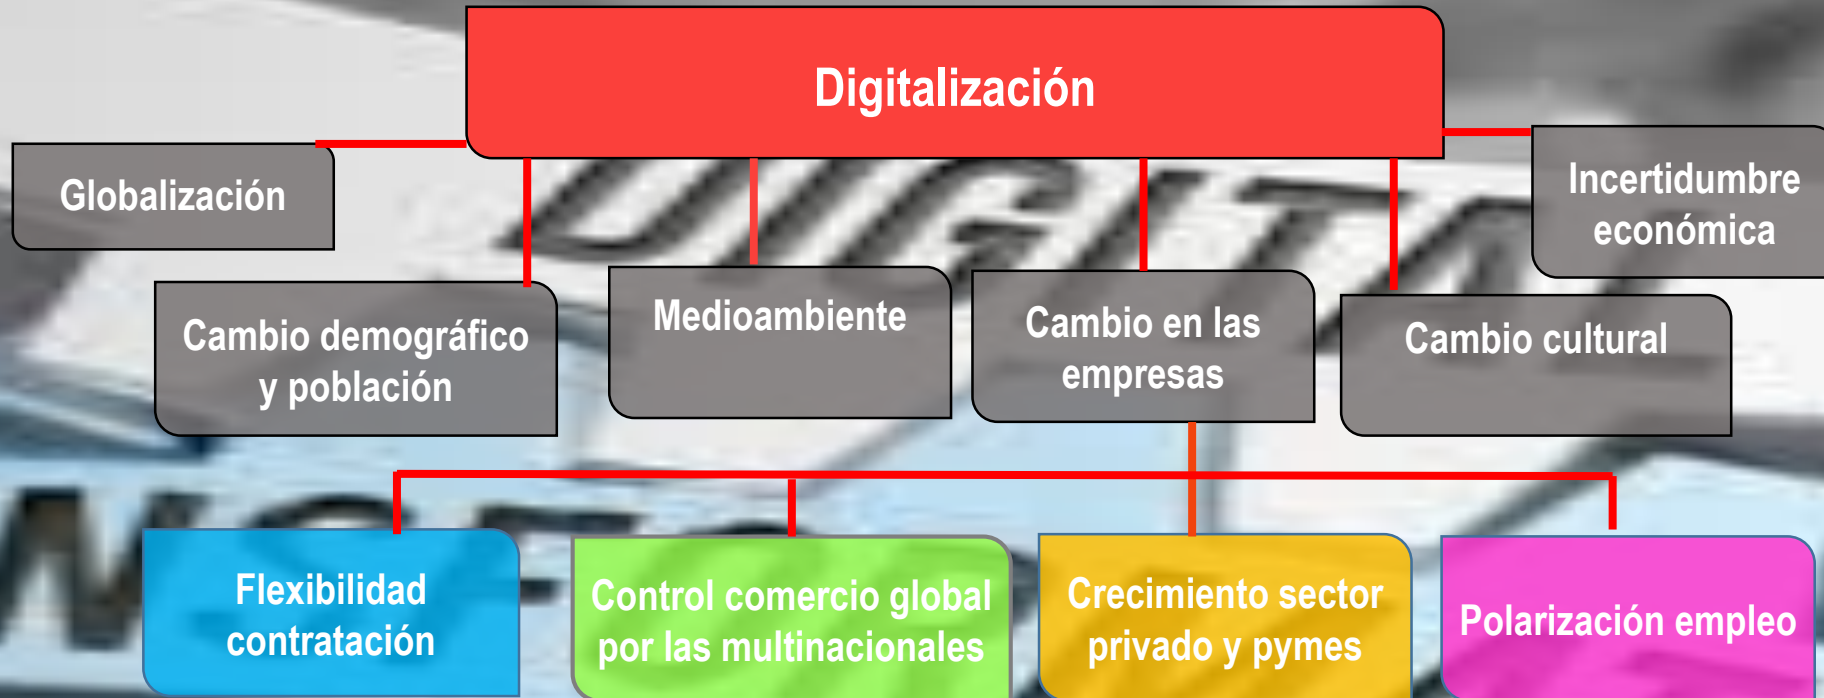 Digitalización
Globalización
Incertidumbre
económica
Cambio demográfico
y población
Medioambiente
Cambio en las
empresas
Cambio cultural
DIGITAL
Flexibilidad
contratación
Control comercio global
por las multinacionales
Crecimiento sector
privado y pymes
Polarización empleo